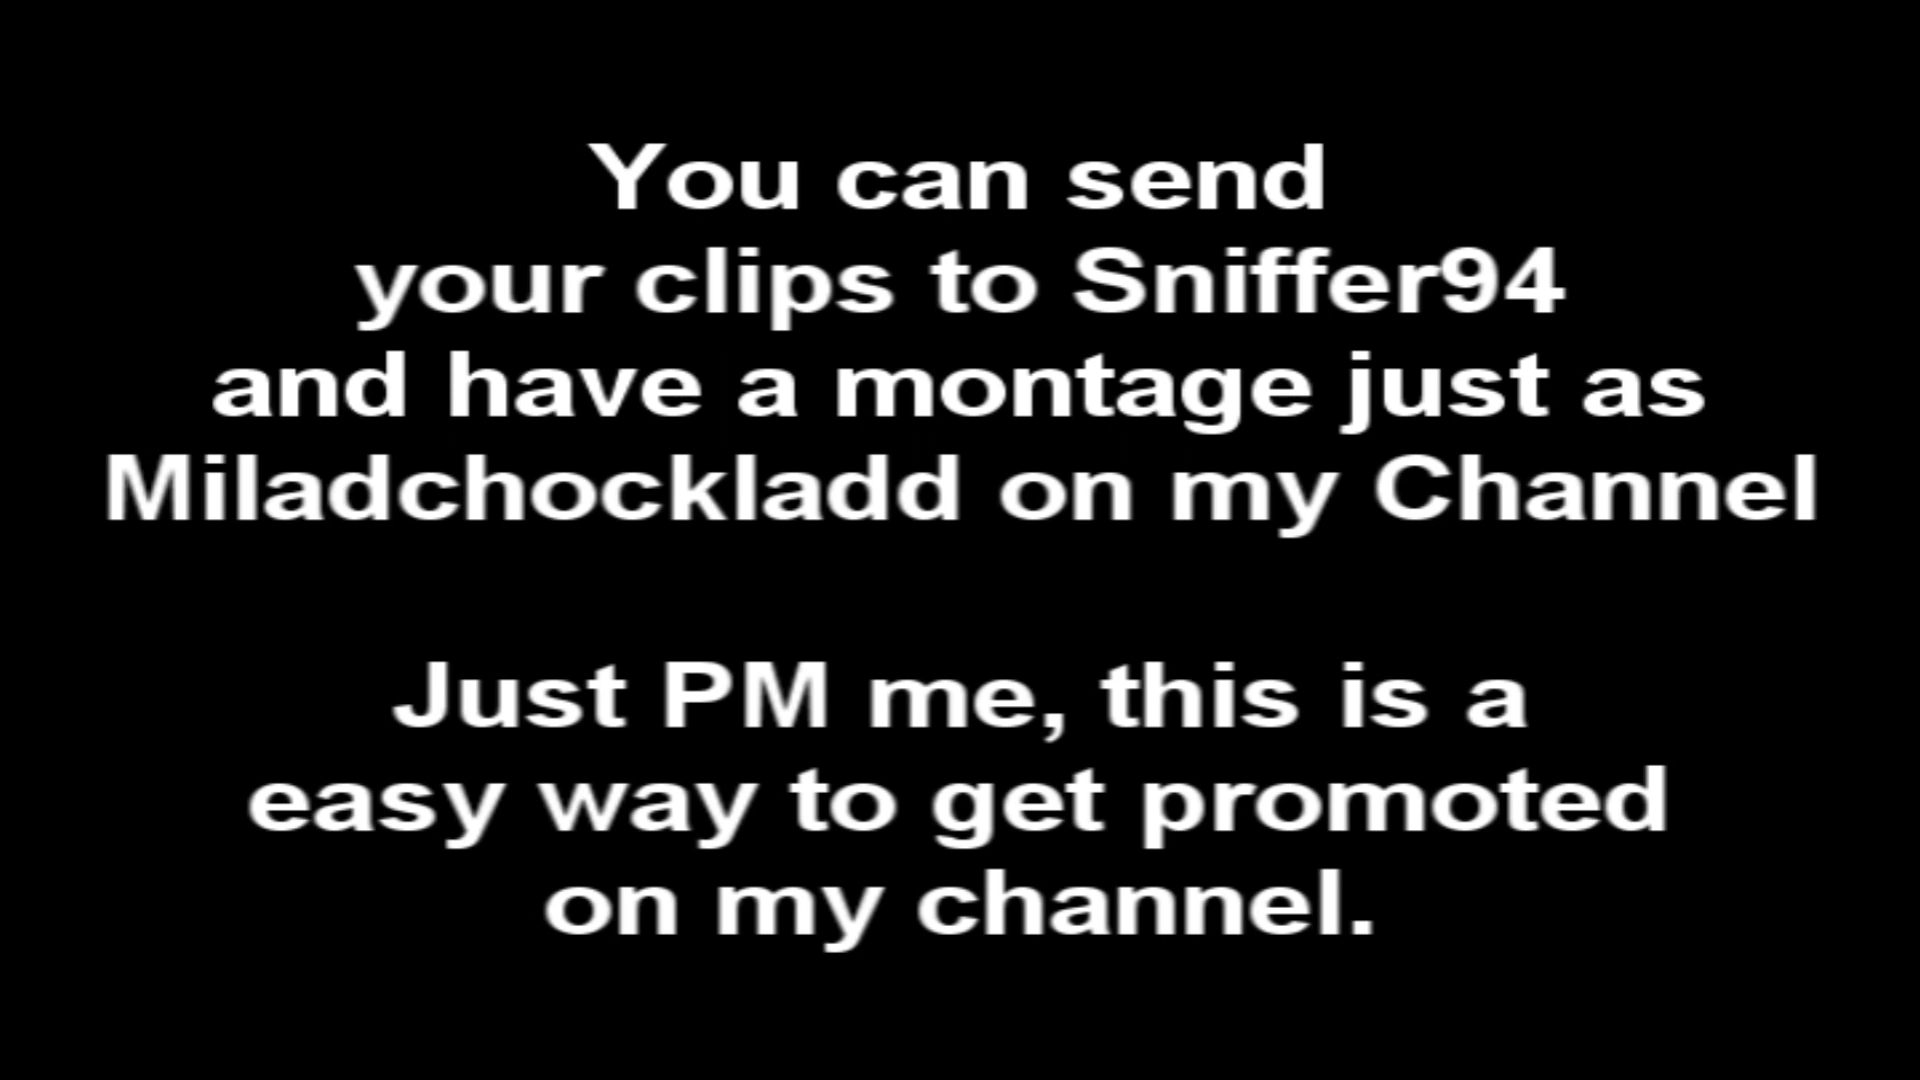 You can send
your clips to Sniffer94
and have a montage just as
Miladchockladd on my Channel
Just PM me, this is a
easy way to get promoted
on my channel.